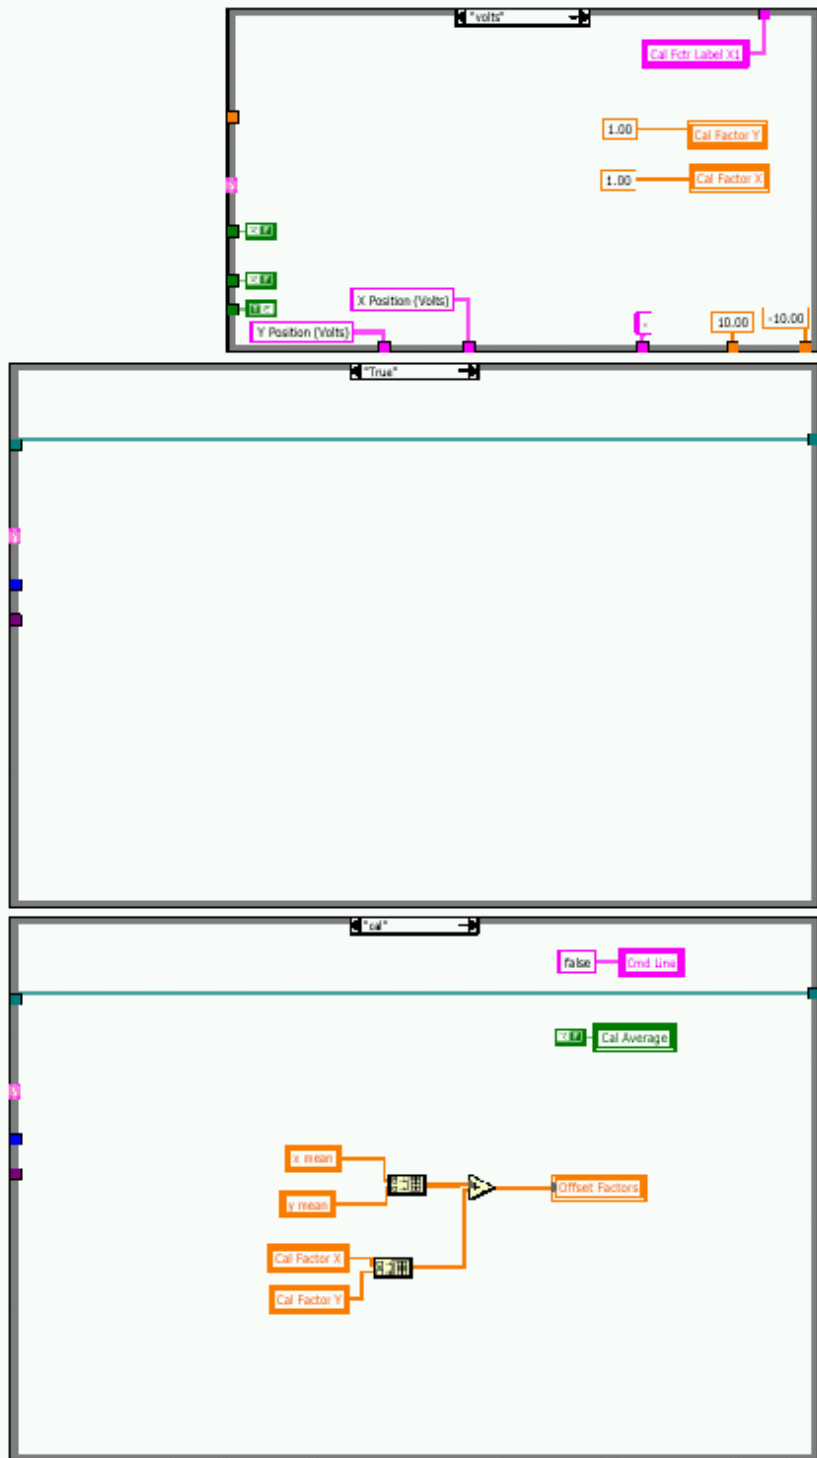 "volts"
Cal Fctr Label X1
1.00
Cal Factor Y
1.00
Cal Factor X
X Position (Volts)
Y Position (Volts)
10.00
-10.00
"True"
"cal"
false
Cmd Line
Cal Average
x mean
y mean
Offset Factors
Cal Factor X
Cal Factor Y